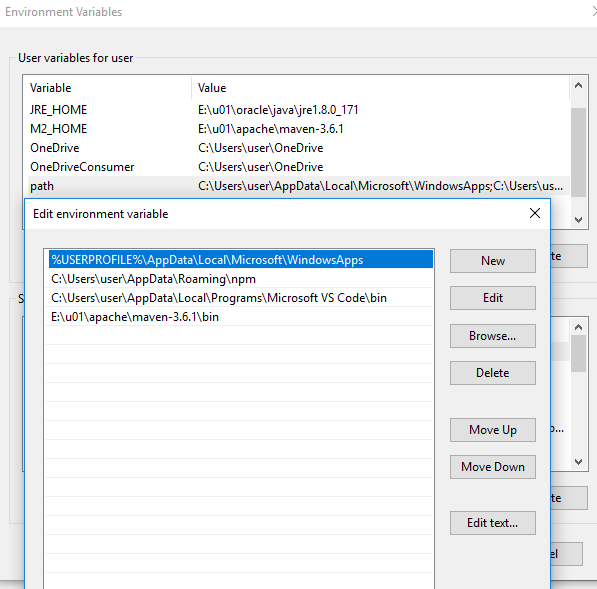 Environment Variables
User variables for user
Variable Value
JRE_HOME E:\u01\oracle\java\jre1.8.0_171
M2_HOME E:\u01\apache\maven-3.6.1
OneDrive C:\Users\user\OneDrive
OneDriveConsumer C:\Users\user\OneDrive
path C:\Users\user\AppData\Local\Microsoft\WindowsApps;C:\Users\us...
Edit environment variable
%USERPROFILE%\AppData\Local\Microsoft\WindowsApps
C:\Users\user\AppData\Roaming\npm
C:\Users\user\AppData\Local\Programs\Microsoft VS Code\bin
E:\u01\apache\maven-3.6.1\bin
New
Edit
Browse...
Delete
Move Up
Move Down
Edit text...